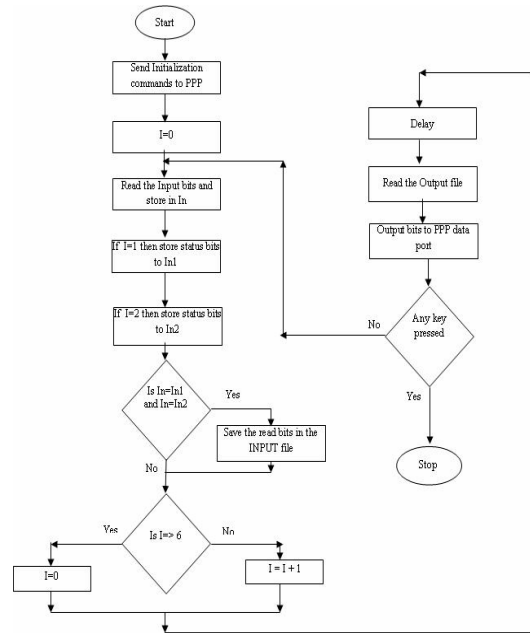 Start
Send Initialization
commands to PPP
I=0
Read the Input bits and
store in In
If I=1 then store status bits
to In1
If I=2 then store status bits
to In2
Is In=In1
and In=In2
Yes
Save the read bits in the
INPUT file
No
Is I=> 6
Yes
No
I=0
I = I + 1
Delay
Read the Output file
Output bits to PPP data
port
Any key
pressed
No
Yes
Stop